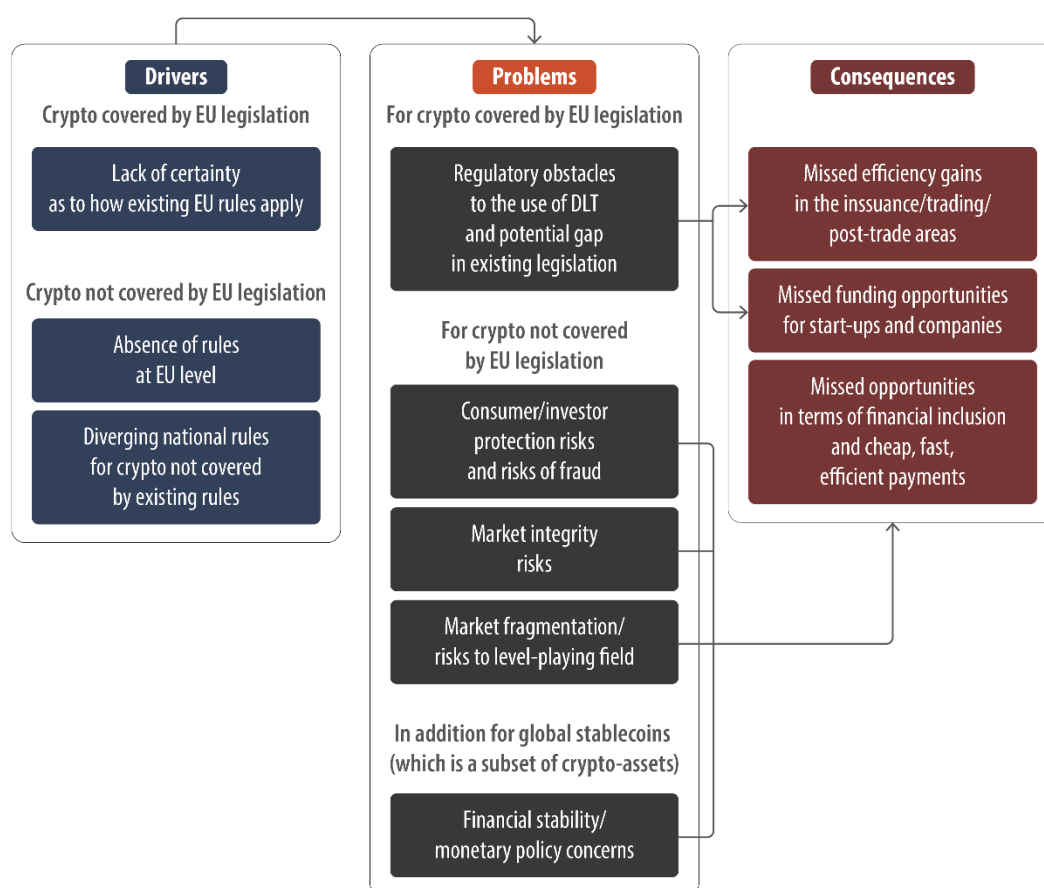 Drivers
Crypto covered by EU legislation
Lack of certainty
as to how existing EU rules apply
Crypto not covered by EU legislation
Absence of rules
at EU level
Diverging national rules
for crypto not covered
by existing rules
Problems
For crypto covered by EU legislation
Regulatory obstacles
to the use of DLT
and potential gap
in existing legislation
For crypto not covered
by EU legislation
Consumer/investor
protection risks
and risks of fraud
Market integrity
risks
Market fragmentation/
risks to level-playing field
In addition for global stablecoins
(which is a subset of crypto-assets)
Financial stability/
monetary policy concerns
Consequences
Missed efficiency gains
in the inssuance/trading/
post-trade areas
Missed funding opportunities
for start-ups and companies
Missed opportunities
in terms of financial inclusion
and cheap, fast,
efficient payments